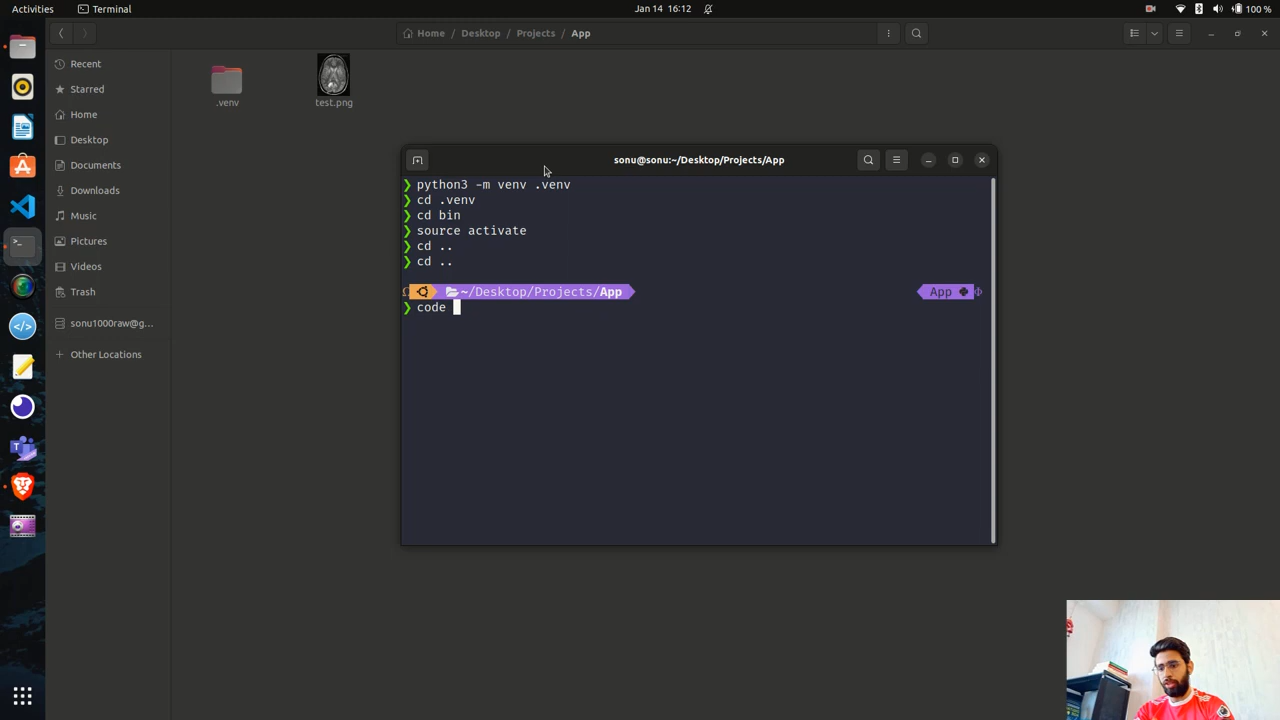 Activities
Terminal
Jan 14 16:12
100 %
Home / Desktop / Projects / App
Recent
Starred
Home
Desktop
Documents
Downloads
Music
Pictures
Videos
Trash
sonu1000raw@g...
Other Locations
.venv
test.png
sonu@sonu:~/Desktop/Projects/App
❯ python3 -m venv .venv
❯ cd .venv
❯ cd bin
❯ source activate
❯ cd ..
❯ cd ..
~/Desktop/Projects/App
App
❯ code